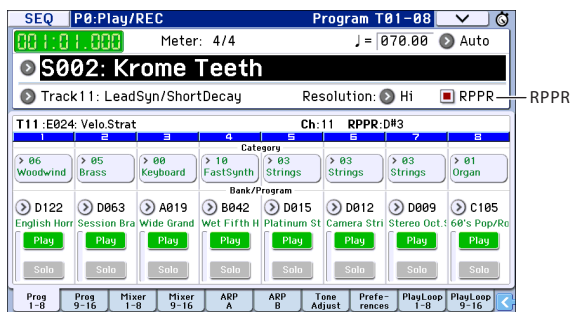 SEQ P0:Play/REC Program T01-08
001:01.000 Meter: 4/4 ♩= 070.00 Auto
S002: Krome Teeth
Track11: LeadSyn/ShortDecay Resolution: Hi RPPR RPPR
T11 :E024: Velo.Strat Ch:11 RPPR:D#3
1 2 3 4 5 6 7 8
Category
> 06 > 05 > 00 > 10 > 03 > 03 > 03 > 01
Woodwind Brass Keyboard FastSynth Strings Strings Strings Organ
Bank/Program
D122 D063 A019 B042 D015 D012 D009 C105
English Horr Session Bra Wide Grand Wet Fifth H Platinum St Camera Stri Stereo Oct.S 60's Pop/Ro
Play Play Play Play Play Play Play Play
Solo Solo Solo Solo Solo Solo Solo Solo
Prog 1-8 Prog 9-16 Mixer 1-8 Mixer 9-16 ARP A ARP B Tone Adjust Prefe-rences PlayLoop 1-8 PlayLoop 9-16